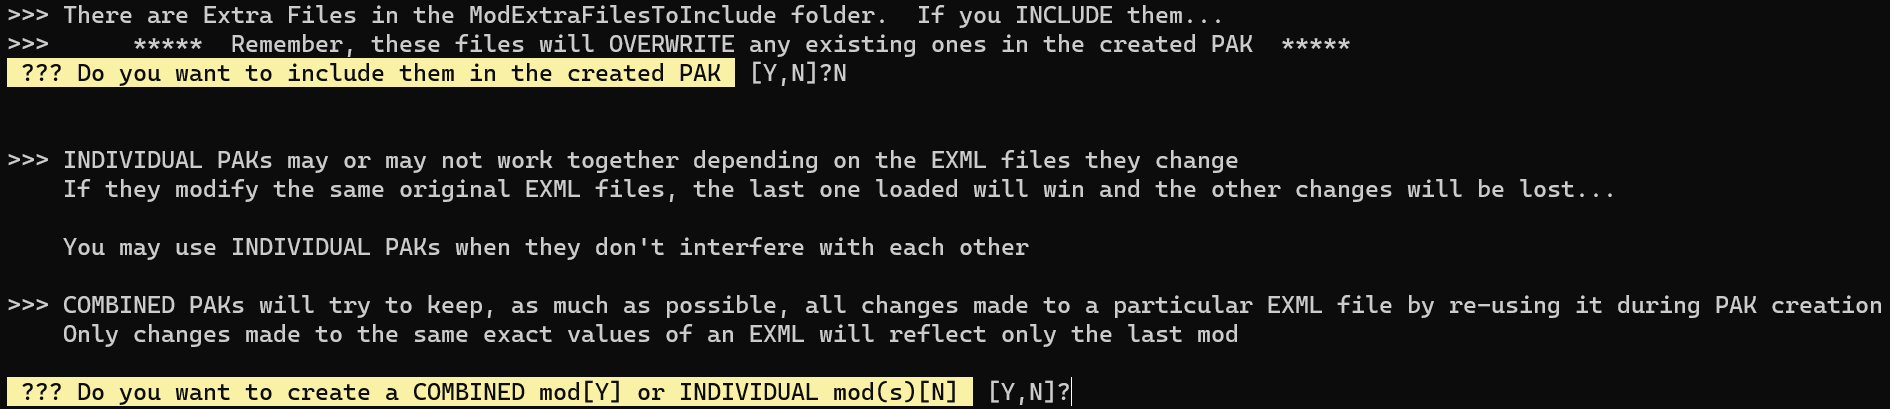 >>> There are Extra Files in the ModExtraFilesToInclude folder.  If you INCLUDE them...
>>>      *****  Remember, these files will OVERWRITE any existing ones in the created PAK  *****
??? Do you want to include them in the created PAK  [Y,N]?N
>>> INDIVIDUAL PAKs may or may not work together depending on the EXML files they change
If they modify the same original EXML files, the last one loaded will win and the other changes will be lost...
You may use INDIVIDUAL PAKs when they don't interfere with each other
>>> COMBINED PAKs will try to keep, as much as possible, all changes made to a particular EXML file by re-using it during PAK creation
Only changes made to the same exact values of an EXML will reflect only the last mod
??? Do you want to create a COMBINED mod[Y] or INDIVIDUAL mod(s)[N]  [Y,N]?